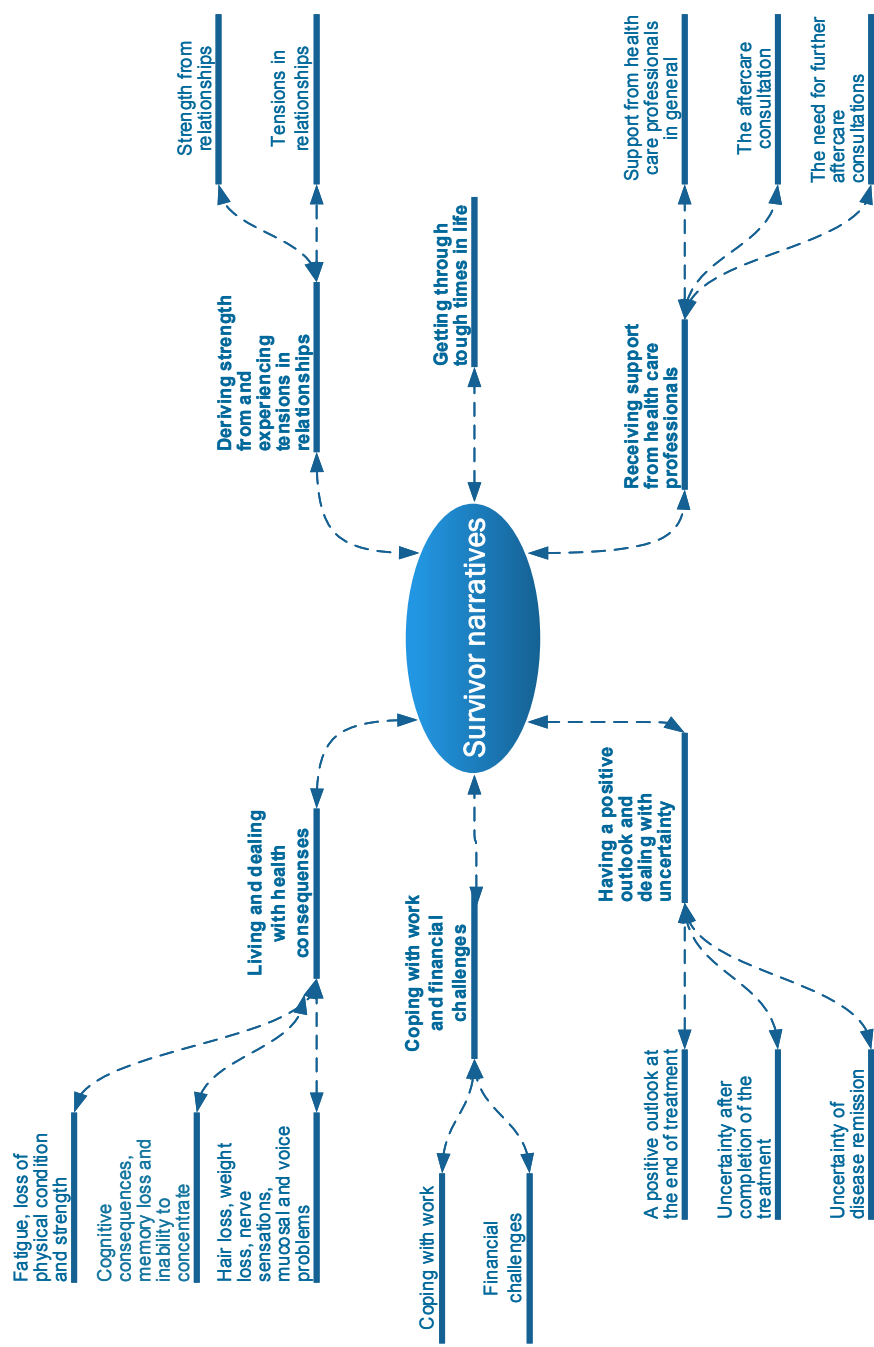 Fatigue, loss of
physical condition
and strength
Cognitive
consequences,
memory loss and
inability to
concentrate
Hair loss, weight
loss, nerve
sensations,
mucosal and voice
problems
Living and dealing
with health
consequenses
Coping with work
Financial
challenges
Coping with work
and financial
challenges
A positive outlook at
the end of treatment
Uncertainty after
completion of the
treatment
Uncertainty of
disease remission
Having a positive
outlook and
dealing with
uncertainty
Survivor narratives
Deriving strength
from and
experiencing
tensions in
relationships
Strength from
relationships
Tensions in
relationships
Getting through
tough times in life
Receiving support
from health care
professionals
Support from health
care professionals
in general
The aftercare
consultation
The need for further
aftercare
consultations